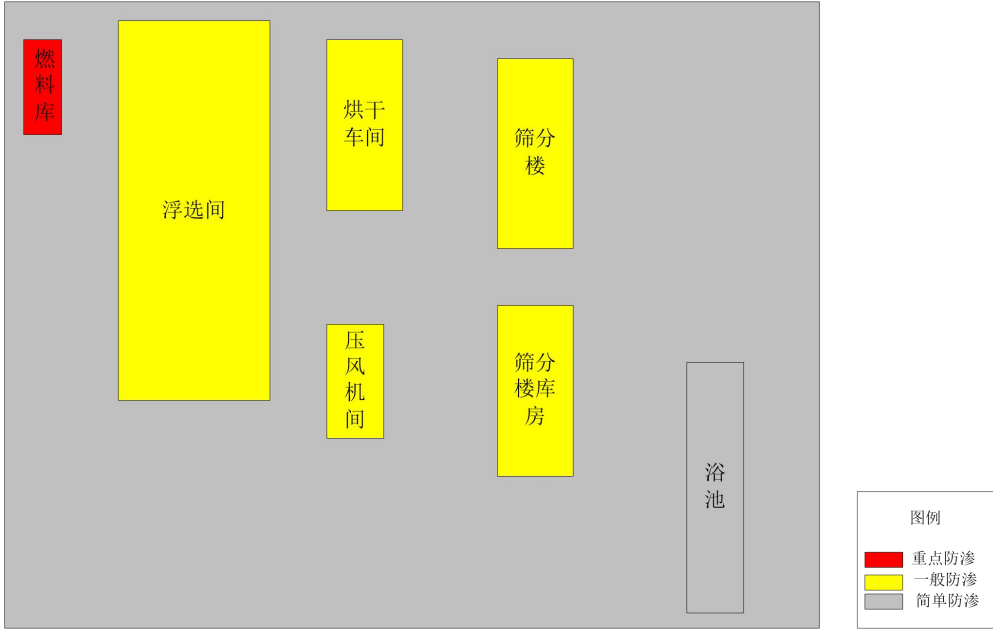 燃
料
库
浮选间
烘干
车间
筛分
楼
压
风
机
间
筛分
楼库
房
浴
池
图例
重点防渗
一般防渗
简单防渗